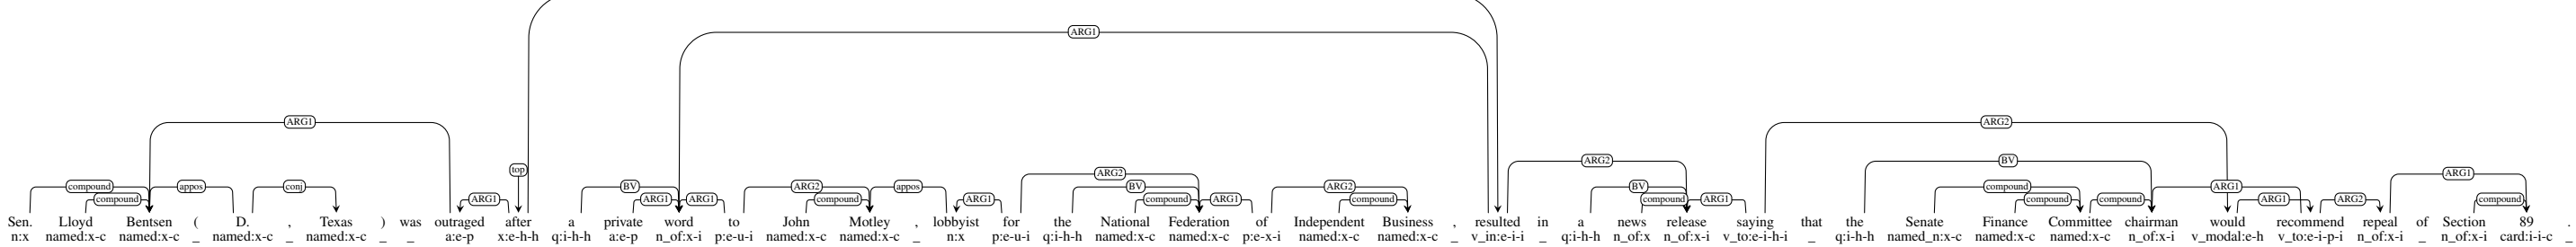 ARG1
ARG1 ARG2
ARG2 BV
top ARG2 ARG1
compound appos conj BV ARG2 appos BV ARG2 BV compound ARG1
compound ARG1 ARG1 ARG1 compound ARG1 compound ARG1 compound compound ARG1 compound compound ARG1 ARG2 compound
Sen. Lloyd Bentsen ( D. , Texas ) was outraged after a private word to John Motley , lobbyist for the National Federation of Independent Business , resulted in a news release saying that the Senate Finance Committee chairman would recommend repeal of Section 89
n:x named:x-c named:x-c _ named:x-c _ named:x-c _ _ a:e-p x:e-h-h q:i-h-h a:e-p n_of:x-i p:e-u-i named:x-c named:x-c _ n:x p:e-u-i q:i-h-h named:x-c named:x-c p:e-x-i named:x-c named:x-c _ v_in:e-i-i _ q:i-h-h n_of:x n_of:x-i v_to:e-i-h-i _ q:i-h-h named_n:x-c named:x-c named:x-c n_of:x-i v_modal:e-h v_to:e-i-p-i n_of:x-i _ n_of:x-i card:i-i-c _